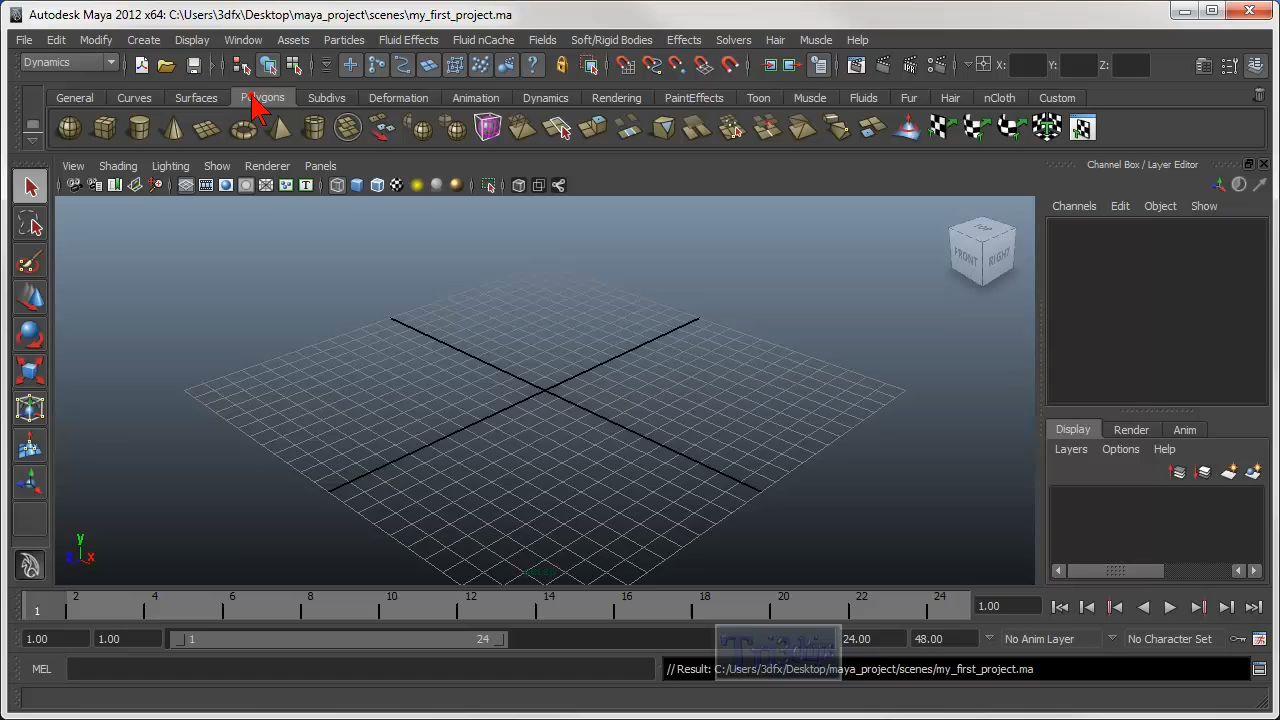 Autodesk Maya 2012 x64: C:\Users\3dfx\Desktop\maya_project\scenes\my_first_project.ma
File Edit Modify Create Display Window Assets Particles Fluid Effects Fluid nCache Fields Soft/Rigid Bodies Effects Solvers Hair Muscle Help
Dynamics X: Y: Z:
General Curves Surfaces Polygons Subdivs Deformation Animation Dynamics Rendering PaintEffects Toon Muscle Fluids Fur Hair nCloth Custom
View Shading Lighting Show Renderer Panels
Channel Box / Layer Editor
Channels Edit Object Show
TOP
FRONT RIGHT
Display Render Anim
Layers Options Help
y
z x
persp
1 2 4 6 8 10 12 14 16 18 20 22 24 1.00
1.00 1.00 1 24 24.00 48.00 No Anim Layer No Character Set
MEL // Result: C:/Users/3dfx/Desktop/maya_project/scenes/my_first_project.ma